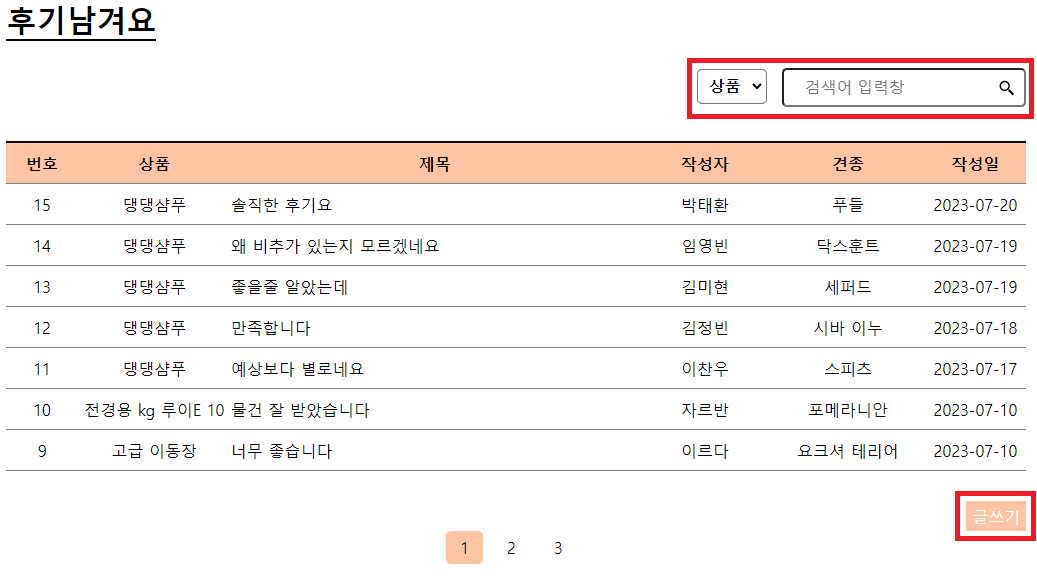 후기남겨요
상품 검색어 입력창
번호 상품 제목 작성자 견종 작성일
15 댕댕샴푸 솔직한 후기요 박태환 푸들 2023-07-20
14 댕댕샴푸 왜 비추가 있는지 모르겠네요 임영빈 닥스훈트 2023-07-19
13 댕댕샴푸 좋을줄 알았는데 김미현 세퍼드 2023-07-19
12 댕댕샴푸 만족합니다 김정빈 시바 이누 2023-07-18
11 댕댕샴푸 예상보다 별로네요 이찬우 스피츠 2023-07-17
10 전경용 kg 루이E 10 물건 잘 받았습니다 자르반 포메라니안 2023-07-10
9 고급 이동장 너무 좋습니다 이르다 요크셔 테리어 2023-07-10
글쓰기
1 2 3